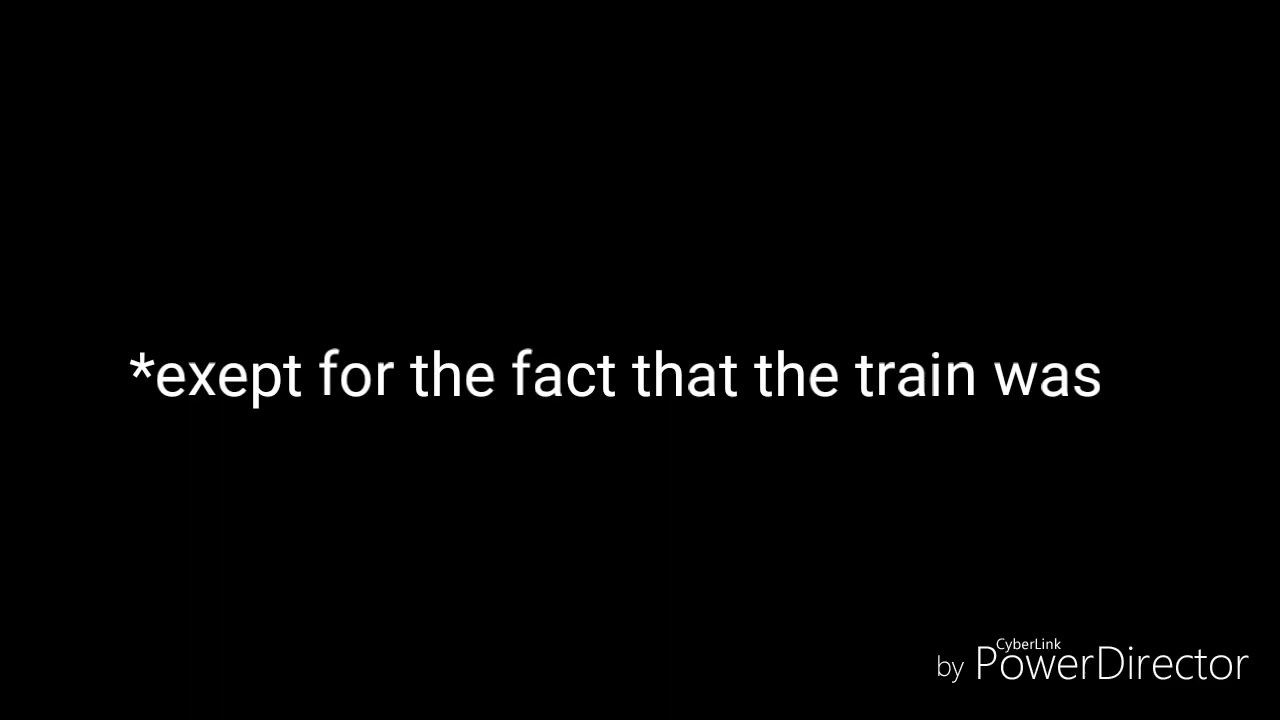 *exept for the fact that the train was
by CyberLink PowerDirector